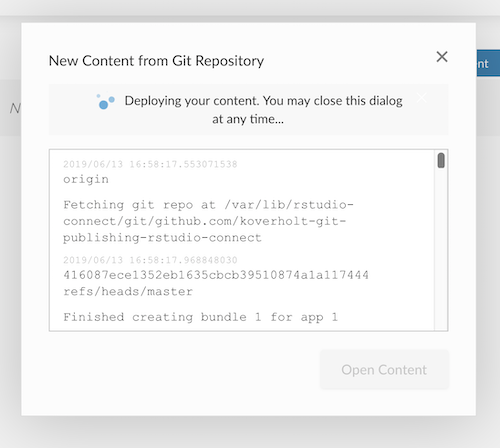 New Content from Git Repository
nt
N
Deploying your content. You may close this dialog
at any time...
2019/06/13 16:58:17.553071538
origin
Fetching git repo at /var/lib/rstudio-
connect/git/github.com/koverholt-git-
publishing-rstudio-connect
2019/06/13 16:58:17.968848030
416087ece1352eb1635cbcb39510874a1a117444
refs/heads/master
Finished creating bundle 1 for app 1
Open Content